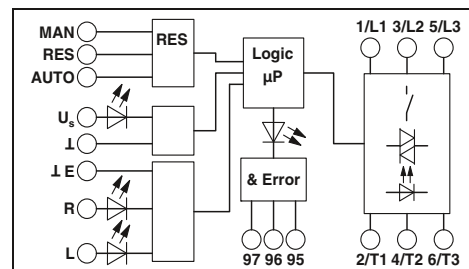 MAN
RES
AUTO
RES
Us
⊥
⊥ E
R
L
Logic
μP
& Error
97 96 95
1/L1 3/L2 5/L3
2/T1 4/T2 6/T3